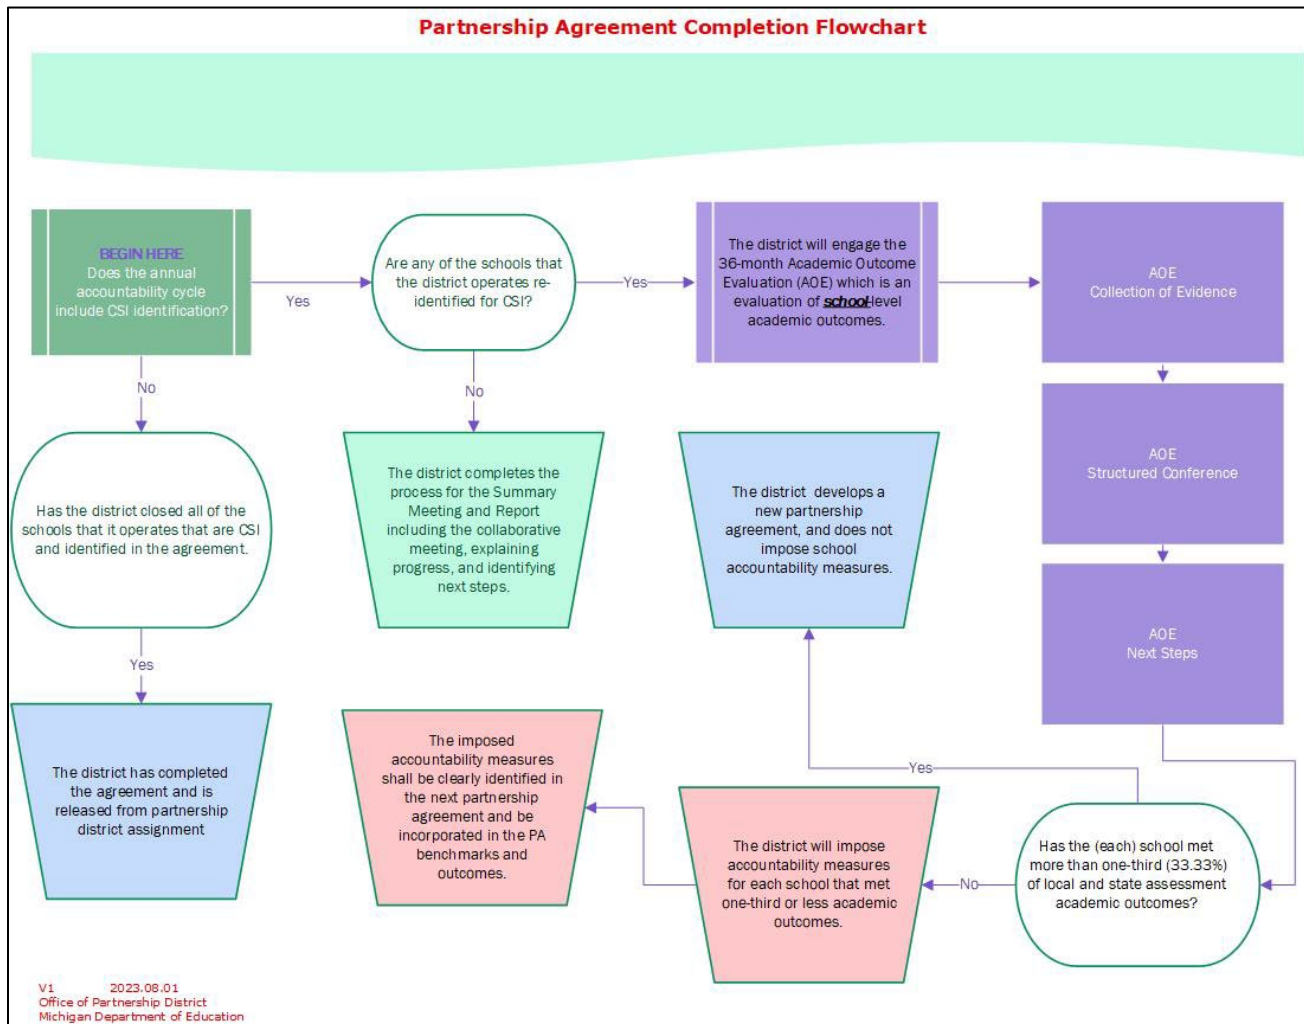 Partnership Agreement Completion Flowchart
BEGIN HERE
Does the annual
accountability cycle
include CSI identification?
Yes
Are any of the schools that
the district operates re-
identified for CSI?
Yes
The district will engage the
36-month Academic Outcome
Evaluation (AOE) which is an
evaluation of school-level
academic outcomes.
AOE
Collection of Evidence
No
No
Has the district closed all of the
schools that it operates that are CSI
and identified in the agreement.
The district completes the
process for the Summary
Meeting and Report
including the collaborative
meeting, explaining
progress, and identifying
next steps.
The district develops a
new partnership
agreement, and does not
impose school
accountability measures.
AOE
Structured Conference
AOE
Next Steps
Yes
The district has completed
the agreement and is
released from partnership
district assignment
The imposed
accountability measures
shall be clearly identified in
the next partnership
agreement and be
incorporated in the PA
benchmarks and
outcomes.
Yes
The district will impose
accountability measures
for each school that met
one-third or less academic
outcomes.
No
Has the (each) school met
more than one-third (33.33%)
of local and state assessment
academic outcomes?
V1 2023.08.01
Office of Partnership District
Michigan Department of Education